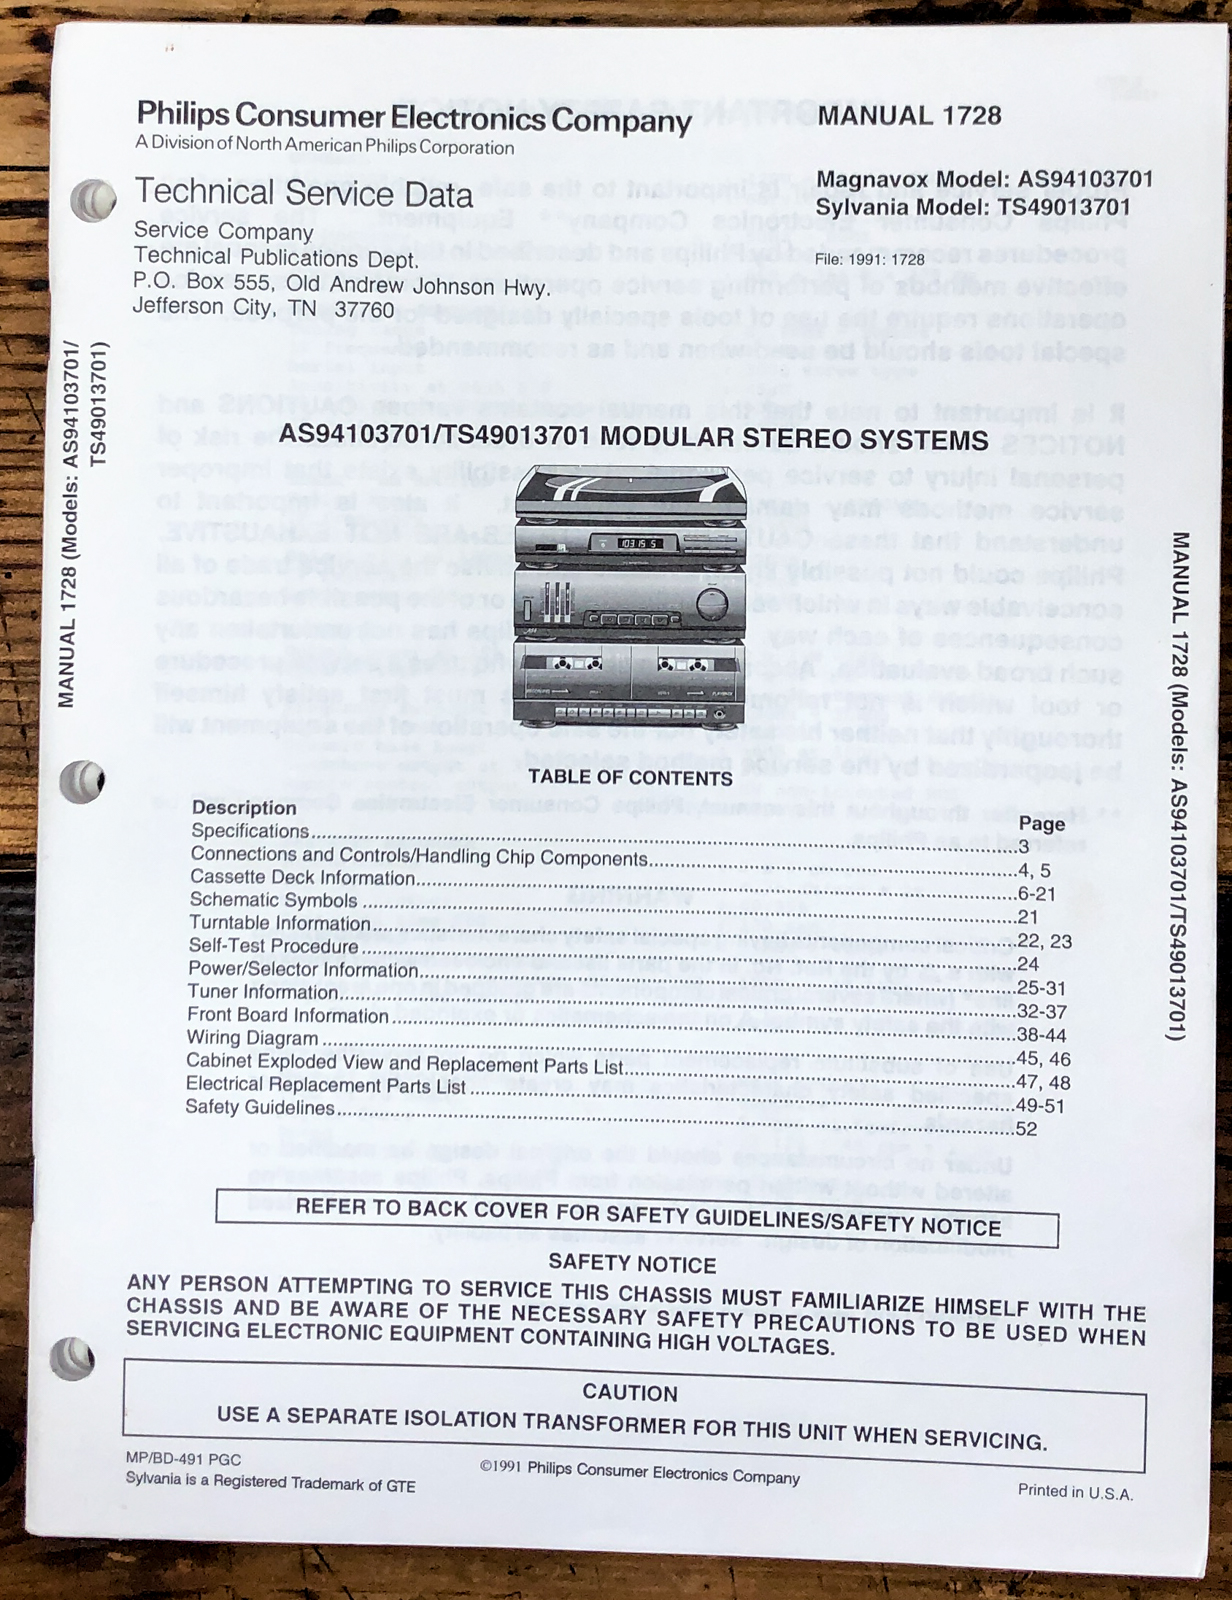 Philips Consumer Electronics Company
A Division of North American Philips Corporation
Technical Service Data
Service Company
Technical Publications Dept.
P.O. Box 555, Old Andrew Johnson Hwy.
Jefferson City, TN 37760
MANUAL 1728
Magnavox Model: AS94103701
Sylvania Model: TS49013701
File: 1991: 1728
MANUAL 1728 (Models: AS94103701/
TS49013701)
AS94103701/TS49013701 MODULAR STEREO SYSTEMS
TABLE OF CONTENTS
Description Page
Specifications 3
Connections and Controls/Handling Chip Components 4, 5
Cassette Deck Information 6-21
Schematic Symbols 21
Turntable Information 22, 23
Self-Test Procedure 24
Power/Selector Information 25-31
Tuner Information 32-37
Front Board Information 38-44
Wiring Diagram 45, 46
Cabinet Exploded View and Replacement Parts List 47, 48
Electrical Replacement Parts List 49-51
Safety Guidelines 52
MANUAL 1728 (Models: AS94103701/TS49013701)
REFER TO BACK COVER FOR SAFETY GUIDELINES/SAFETY NOTICE
SAFETY NOTICE
ANY PERSON ATTEMPTING TO SERVICE THIS CHASSIS MUST FAMILIARIZE HIMSELF WITH THE
CHASSIS AND BE AWARE OF THE NECESSARY SAFETY PRECAUTIONS TO BE USED WHEN
SERVICING ELECTRONIC EQUIPMENT CONTAINING HIGH VOLTAGES.
CAUTION
USE A SEPARATE ISOLATION TRANSFORMER FOR THIS UNIT WHEN SERVICING.
MP/BD-491 PGC
Sylvania is a Registered Trademark of GTE
©1991 Philips Consumer Electronics Company
Printed in U.S.A.